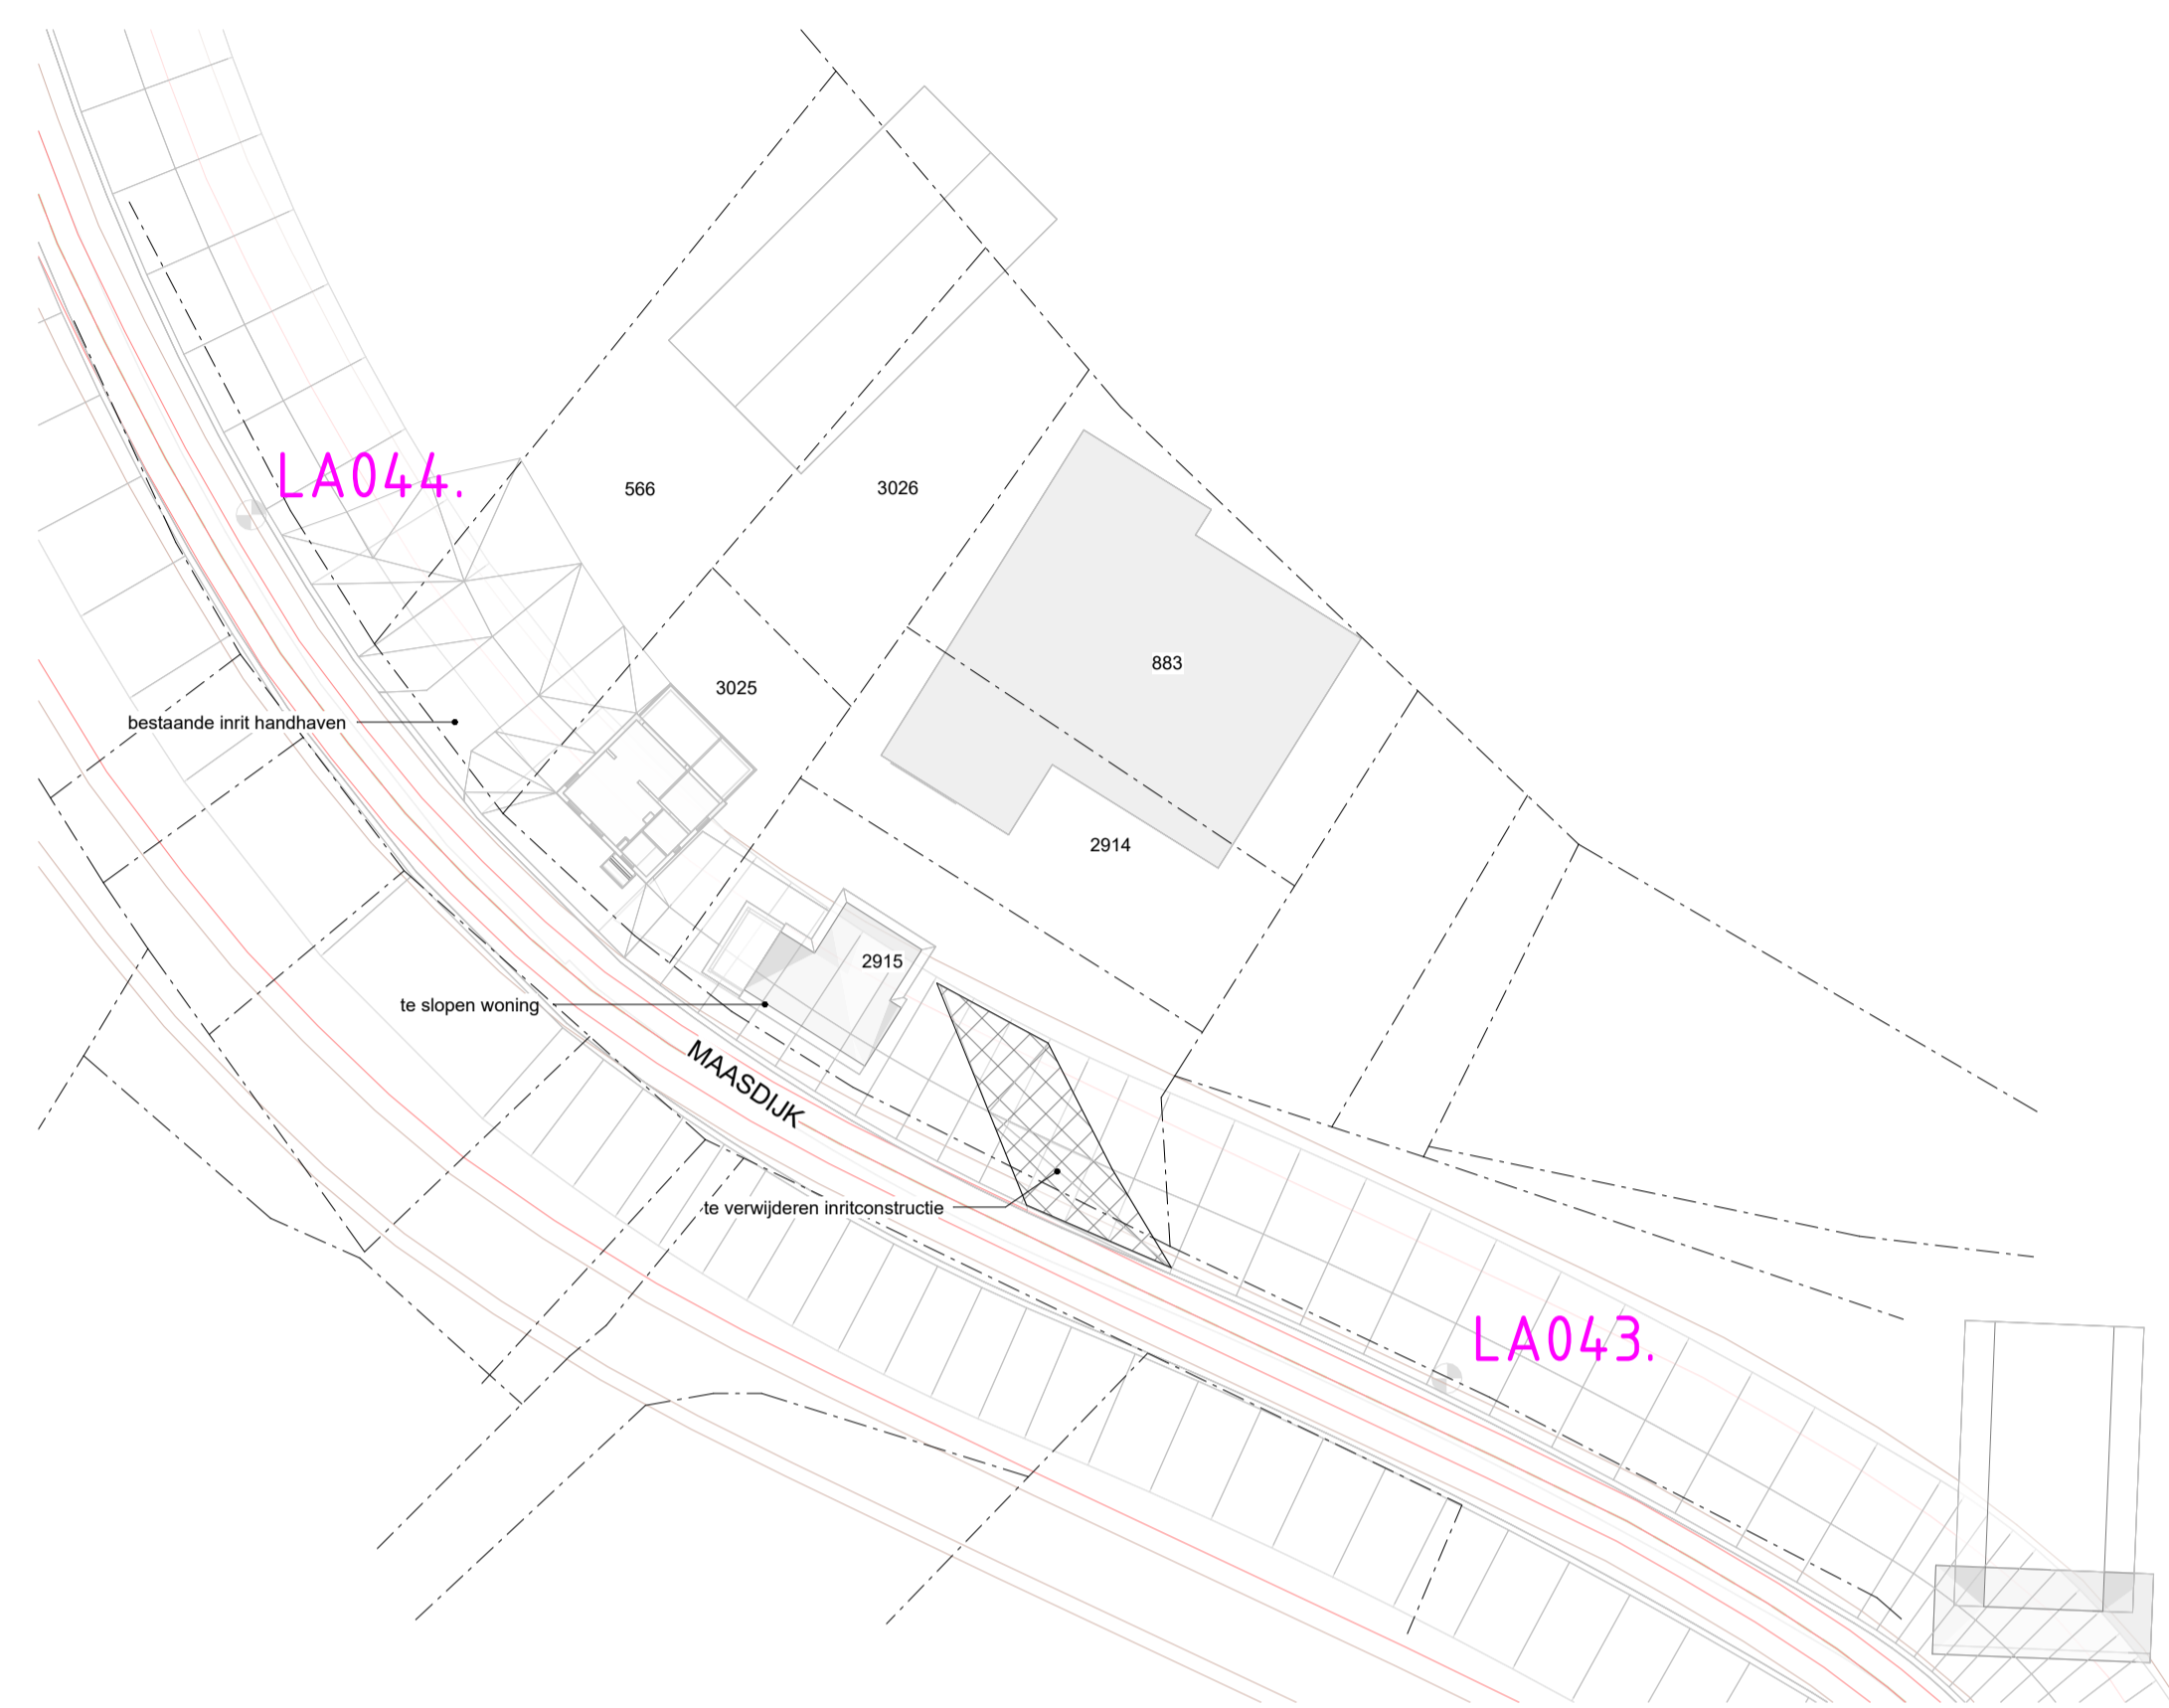 LA044.
566
3026
883
3025
bestaande inrit handhaven
2914
2915
te slopen woning
MAASDIJK
te verwijderen inritconstructie
LA043.